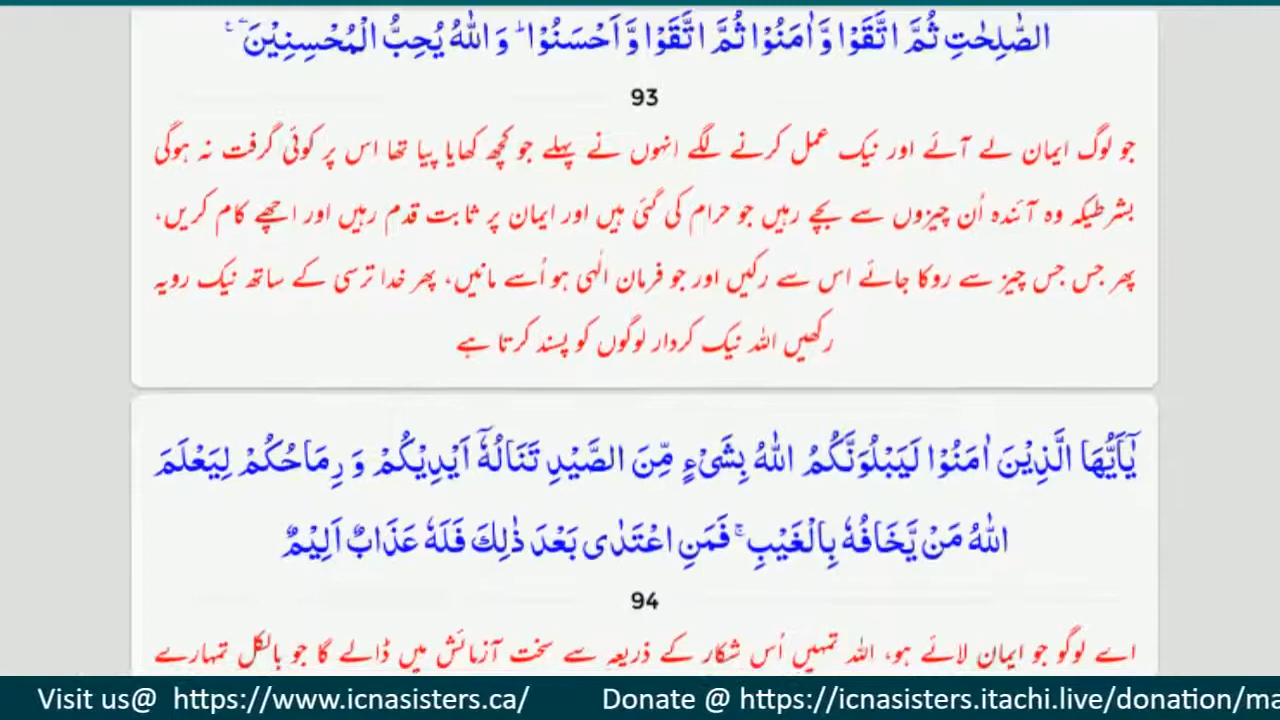 الصّٰلِحٰتِ ثُمَّ اتَّقَوْا وَّاٰمَنُوْا ثُمَّ اتَّقَوْا وَّاَحْسَنُوْا ؕ وَاللّٰهُ يُحِبُّ الْمُحْسِنِيْنَ
93
جو لوگ ایمان لے آئے اور نیک عمل کرنے لگے انہوں نے پہلے جو کچھ کھایا پیا تھا اس پر کوئی گرفت نہ ہوگی
بشرطیکہ وہ آئندہ اُن چیزوں سے بچے رہیں جو حرام کی گئی ہیں اور ایمان پر ثابت قدم رہیں اور اچھے کام کریں،
پھر جس جس چیز سے روکا جائے اس سے رکیں اور جو فرمان الٰہی ہو اُسے مانیں، پھر خدا ترسی کے ساتھ نیک رویہ
رکھیں اللہ نیک کردار لوگوں کو پسند کرتا ہے
يٰۤاَيُّهَا الَّذِيْنَ اٰمَنُوْا لَيَبْلُوَنَّكُمُ اللّٰهُ بِشَىْءٍ مِّنَ الصَّيْدِ تَنَالُهٗۤ اَيْدِيْكُمْ وَرِمَاحُكُمْ لِيَعْلَمَ
اللّٰهُ مَنْ يَّخَافُهٗ بِالْغَيْبِ ۚ فَمَنِ اعْتَدٰى بَعْدَ ذٰلِكَ فَلَهٗ عَذَابٌ اَلِيْمٌ
94
اے لوگو جو ایمان لائے ہو، اللہ تمہیں اُس شکار کے ذریعہ سے سخت آزمائش میں ڈالے گا جو بالکل تمہارے
Visit us@ https://www.icnasisters.ca/ Donate @ https://icnasisters.itachi.live/donation/ma